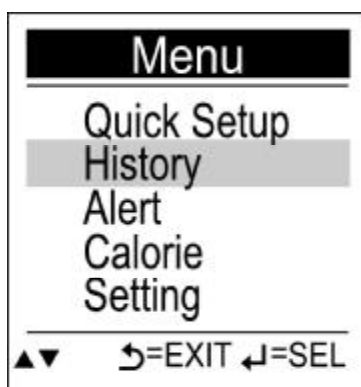 Menu
Quick Setup
History
Alert
Calorie
Setting
▲▼ ⮌=EXIT ↵=SEL